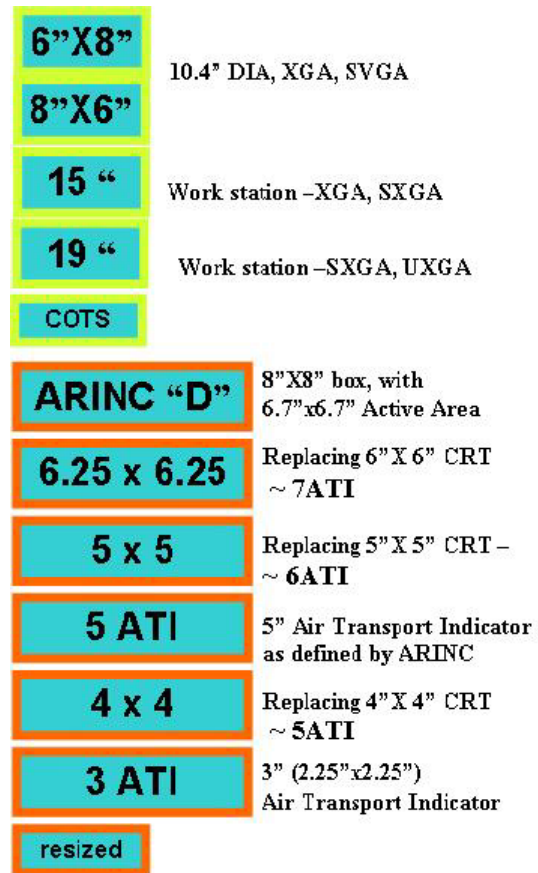 6”X8”
10.4” DIA, XGA, SVGA
8”X6”
15 “
Work station –XGA, SXGA
19 “
Work station –SXGA, UXGA
COTS
ARINC “D”
8”X8” box, with
6.7”x6.7” Active Area
6.25 x 6.25
Replacing 6”X 6” CRT
~ 7ATI
5 x 5
Replacing 5”X 5” CRT –
~ 6ATI
5 ATI
5” Air Transport Indicator
as defined by ARINC
4 x 4
Replacing 4”X 4” CRT
~ 5ATI
3 ATI
3” (2.25”x2.25”)
Air Transport Indicator
resized